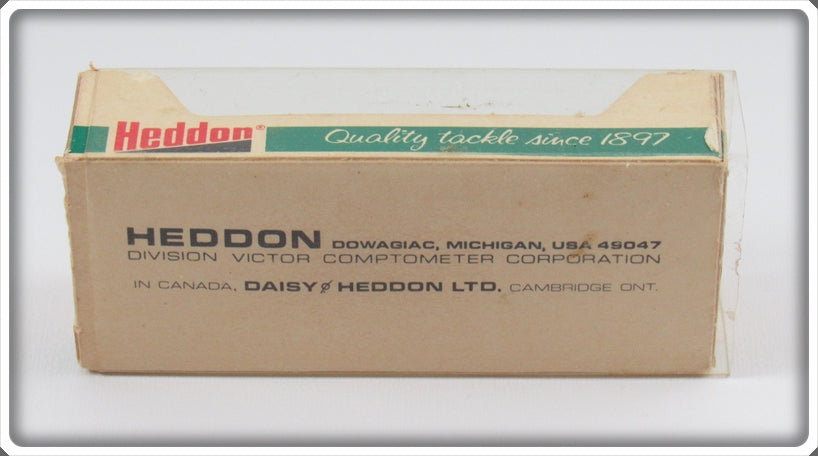 Heddon®
Quality tackle since 1897
HEDDON DOWAGIAC, MICHIGAN, USA 49047
DIVISION VICTOR COMPTOMETER CORPORATION
IN CANADA, DAISY HEDDON LTD. CAMBRIDGE ONT.